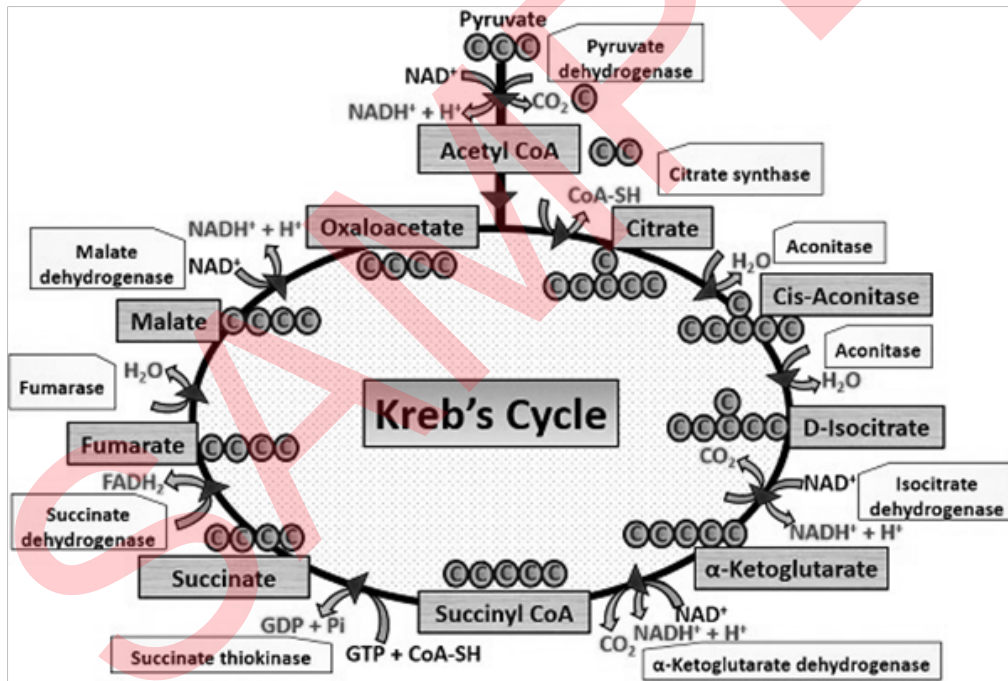 Pyruvate
C C C
Pyruvate
dehydrogenase
NAD⁺
NADH⁺ + H⁺
CO₂
C
Acetyl CoA
C C
Citrate synthase
CoA-SH
Oxaloacetate
C C C C
Citrate
C
C C C C C
Aconitase
H₂O
Cis-Aconitase
C
C C C C C
Aconitase
H₂O
D-Isocitrate
C
C C C C C
CO₂
NAD⁺
NADH⁺ + H⁺
Isocitrate
dehydrogenase
α-Ketoglutarate
C C C C C
NAD⁺
NADH⁺ + H⁺
CO₂
α-Ketoglutarate dehydrogenase
Succinyl CoA
C C C C C
GTP + CoA-SH
GDP + Pi
Succinate thiokinase
Succinate
C C C C
Succinate
dehydrogenase
FADH₂
Fumarate
C C C C
Fumarase
H₂O
Malate
C C C C
Malate
dehydrogenase
NAD⁺
NADH⁺ + H⁺
Kreb's Cycle
SAMP